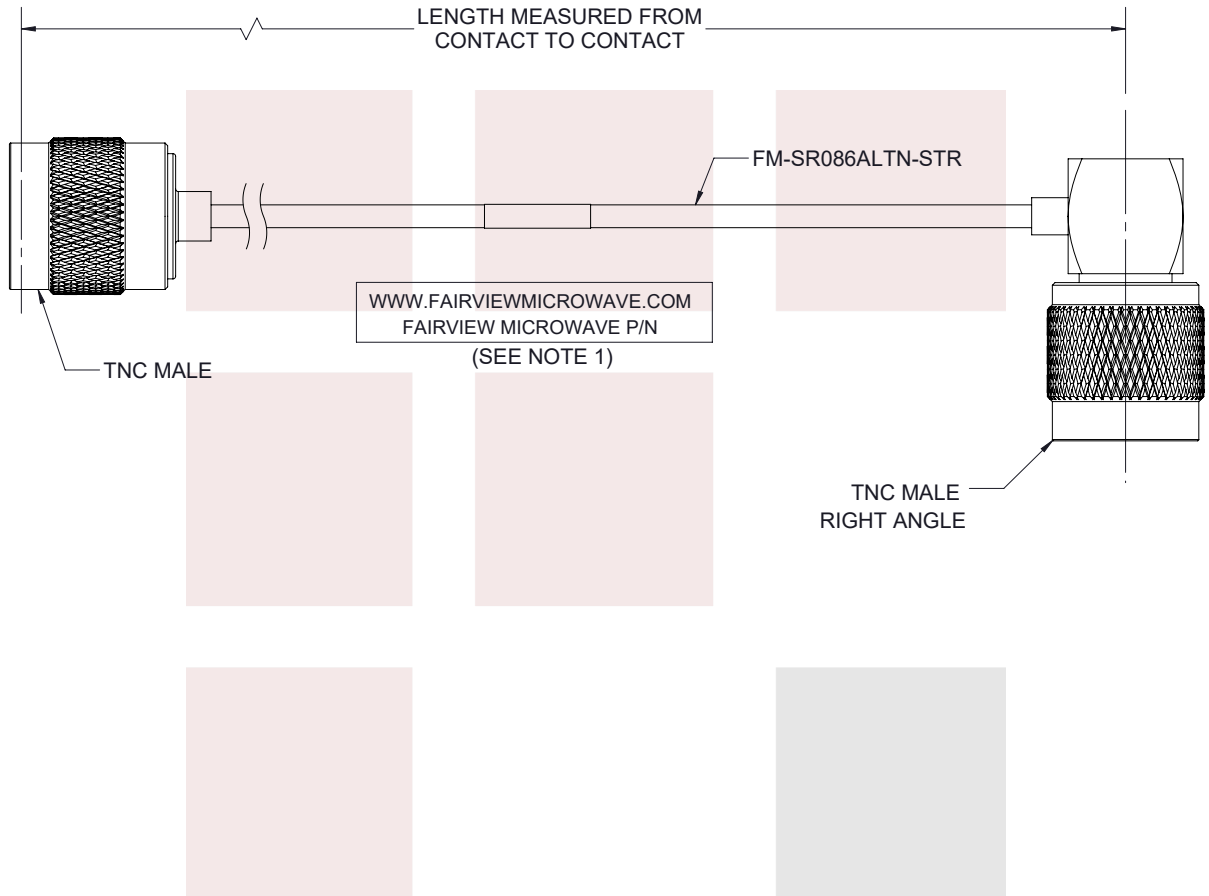 LENGTH MEASURED FROM
CONTACT TO CONTACT
FM-SR086ALTN-STR
WWW.FAIRVIEWMICROWAVE.COM
FAIRVIEW MICROWAVE P/N
(SEE NOTE 1)
TNC MALE
TNC MALE
RIGHT ANGLE